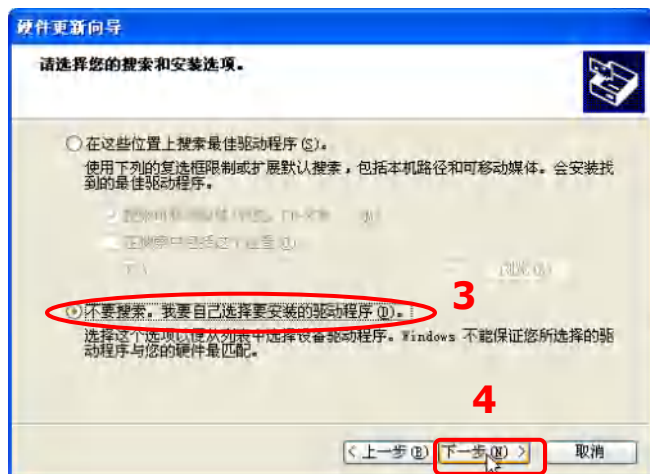 硬件更新向导
请选择您的搜索和安装选项。
在这些位置上搜索最佳驱动程序(S)。
使用下列的复选框限制或扩展默认搜索，包括本机路径和可移动媒体。会安装找
到的最佳驱动程序。
3
不要搜索。我要自己选择要安装的驱动程序(D)。
选择这个选项以便从列表中选择设备驱动程序。Windows 不能保证您所选择的驱
动程序与您的硬件最匹配。
4
< 上一步(B) 下一步(N) > 取消